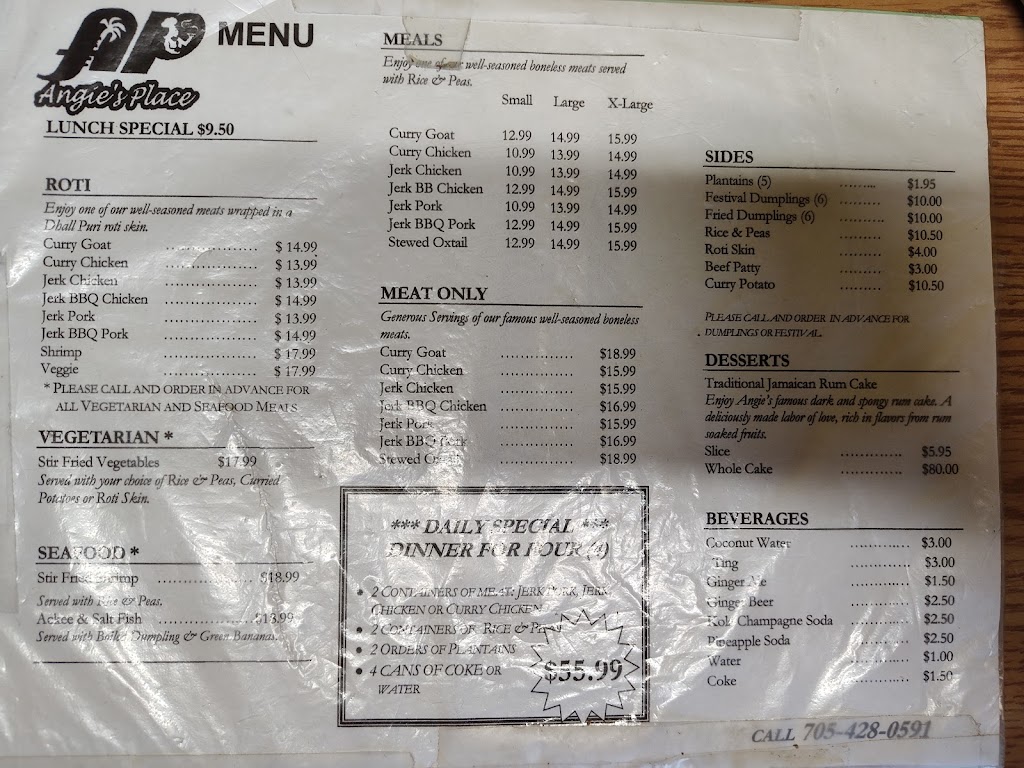 AP MENU
Angie's Place
LUNCH SPECIAL $9.50
ROTI
Enjoy one of our well-seasoned meats wrapped in a
Dhall Puri roti skin.
Curry Goat .................. $ 14.99
Curry Chicken .................. $ 13.99
Jerk Chicken .................. $ 13.99
Jerk BBQ Chicken .................. $ 14.99
Jerk Pork .................. $ 13.99
Jerk BBQ Pork .................. $ 14.99
Shrimp .................. $ 17.99
Veggie .................. $ 17.99
* PLEASE CALL AND ORDER IN ADVANCE FOR
ALL VEGETARIAN AND SEAFOOD MEALS
VEGETARIAN *
Stir Fried Vegetables $17.99
Served with your choice of Rice & Peas, Curried
Potatoes or Roti Skin.
SEAFOOD *
Stir Fried Shrimp .................. $18.99
Served with Rice & Peas.
Ackee & Salt Fish .................. $18.99
Served with Boiled Dumpling & Green Bananas.
MEALS
Enjoy one of our well-seasoned boneless meats served
with Rice & Peas.
Small Large X-Large
Curry Goat 12.99 14.99 15.99
Curry Chicken 10.99 13.99 14.99
Jerk Chicken 10.99 13.99 14.99
Jerk BB Chicken 12.99 14.99 15.99
Jerk Pork 10.99 13.99 14.99
Jerk BBQ Pork 12.99 14.99 15.99
Stewed Oxtail 12.99 14.99 15.99
MEAT ONLY
Generous Servings of our famous well-seasoned boneless
meats.
Curry Goat ................ $18.99
Curry Chicken ................ $15.99
Jerk Chicken ................ $15.99
Jerk BBQ Chicken ................ $16.99
Jerk Pork ................ $15.99
Jerk BBQ Pork ................ $16.99
Stewed Oxtail ................ $18.99
*** DAILY SPECIAL ***
DINNER FOR FOUR (4)
• 2 CONTAINERS OF MEAT: JERK PORK, JERK
CHICKEN OR CURRY CHICKEN
• 2 CONTAINERS OF RICE & PEAS
• 2 ORDERS OF PLANTAINS
• 4 CANS OF COKE OR
WATER
$55.99
SIDES
Plantains (5) ......... $1.95
Festival Dumplings (6) ......... $10.00
Fried Dumplings (6) ......... $10.00
Rice & Peas ......... $10.50
Roti Skin ......... $4.00
Beef Patty ......... $3.00
Curry Potato ......... $10.50
PLEASE CALL AND ORDER IN ADVANCE FOR
DUMPLINGS OR FESTIVAL.
DESSERTS
Traditional Jamaican Rum Cake
Enjoy Angie's famous dark and spongy rum cake. A
deliciously made labor of love, rich in flavors from rum
soaked fruits.
Slice ............. $5.95
Whole Cake ............. $80.00
BEVERAGES
Coconut Water ............. $3.00
Ting ............. $3.00
Ginger Ale ............. $1.50
Ginger Beer ............. $2.50
Kola Champagne Soda ............. $2.50
Pineapple Soda ............. $2.50
Water ............. $1.00
Coke ............. $1.50
CALL 705-428-0591